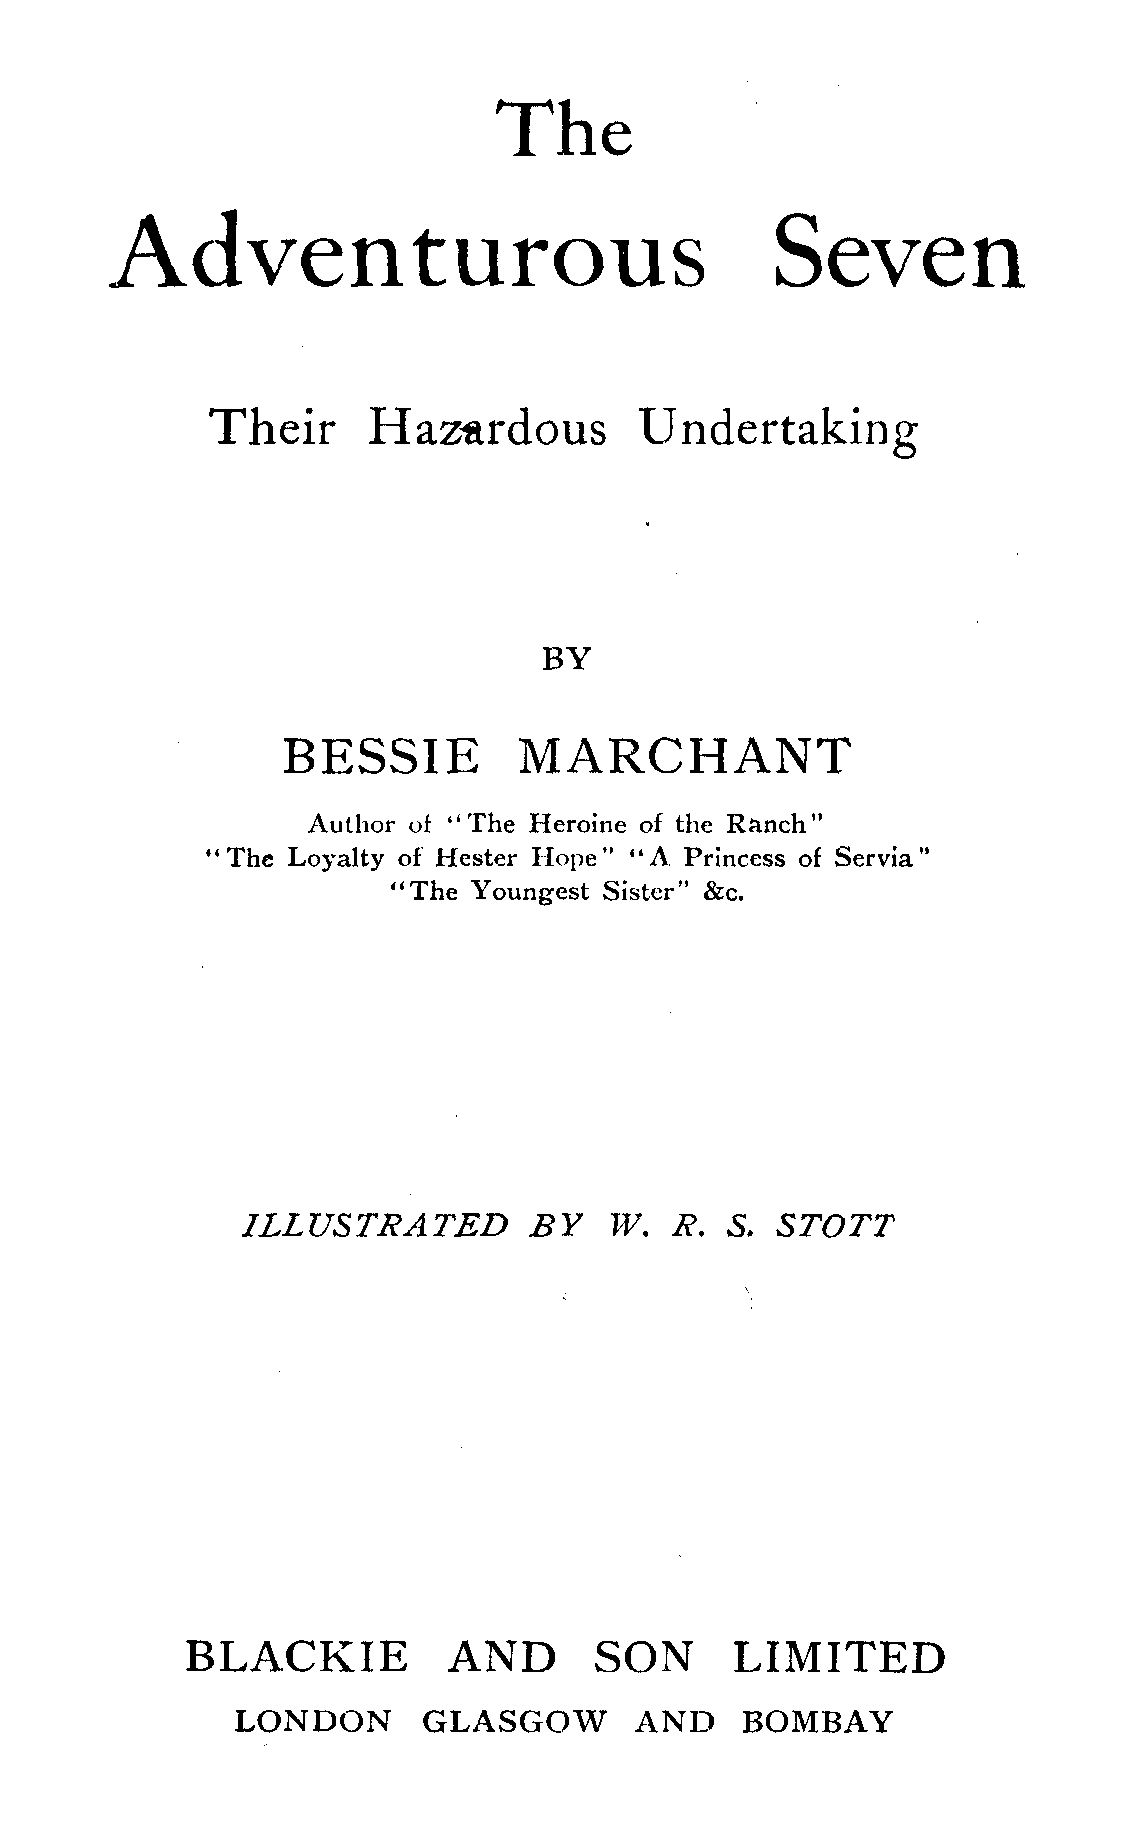 The
Adventurous Seven
Their Hazardous Undertaking
BY
BESSIE MARCHANT
Author of "The Heroine of the Ranch"
"The Loyalty of Hester Hope" "A Princess of Servia"
"The Youngest Sister" &c.
ILLUSTRATED BY W. R. S. STOTT
BLACKIE AND SON LIMITED
LONDON GLASGOW AND BOMBAY